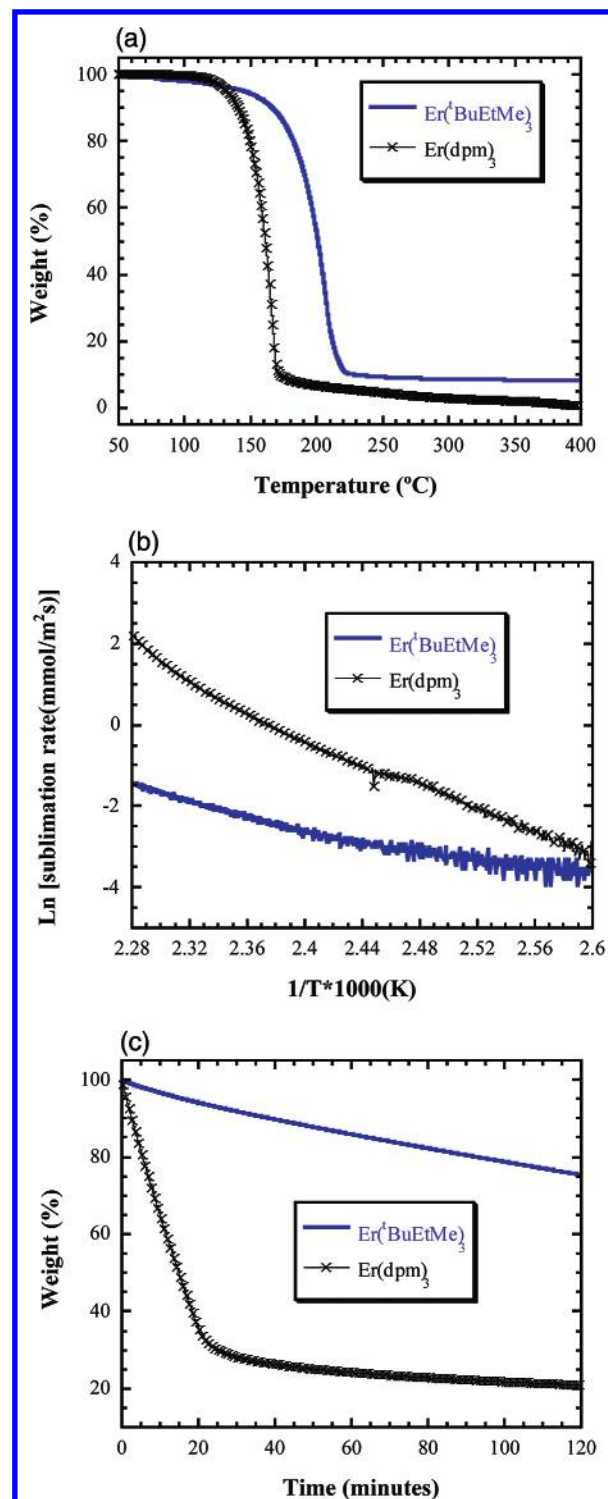 (a)
100
80
60
40
20
0
Weight (%)
Er(ᵗBuEtMe)₃
Er(dpm)₃
50 100 150 200 250 300 350 400
Temperature (ºC)
(b)
4
2
0
-2
-4
Ln [sublimation rate(mmol/m²s)]
Er(ᵗBuEtMe)₃
Er(dpm)₃
2.28 2.32 2.36 2.4 2.44 2.48 2.52 2.56 2.6
1/T*1000(K)
(c)
100
80
60
40
20
Weight (%)
Er(ᵗBuEtMe)₃
Er(dpm)₃
0 20 40 60 80 100 120
Time (minutes)